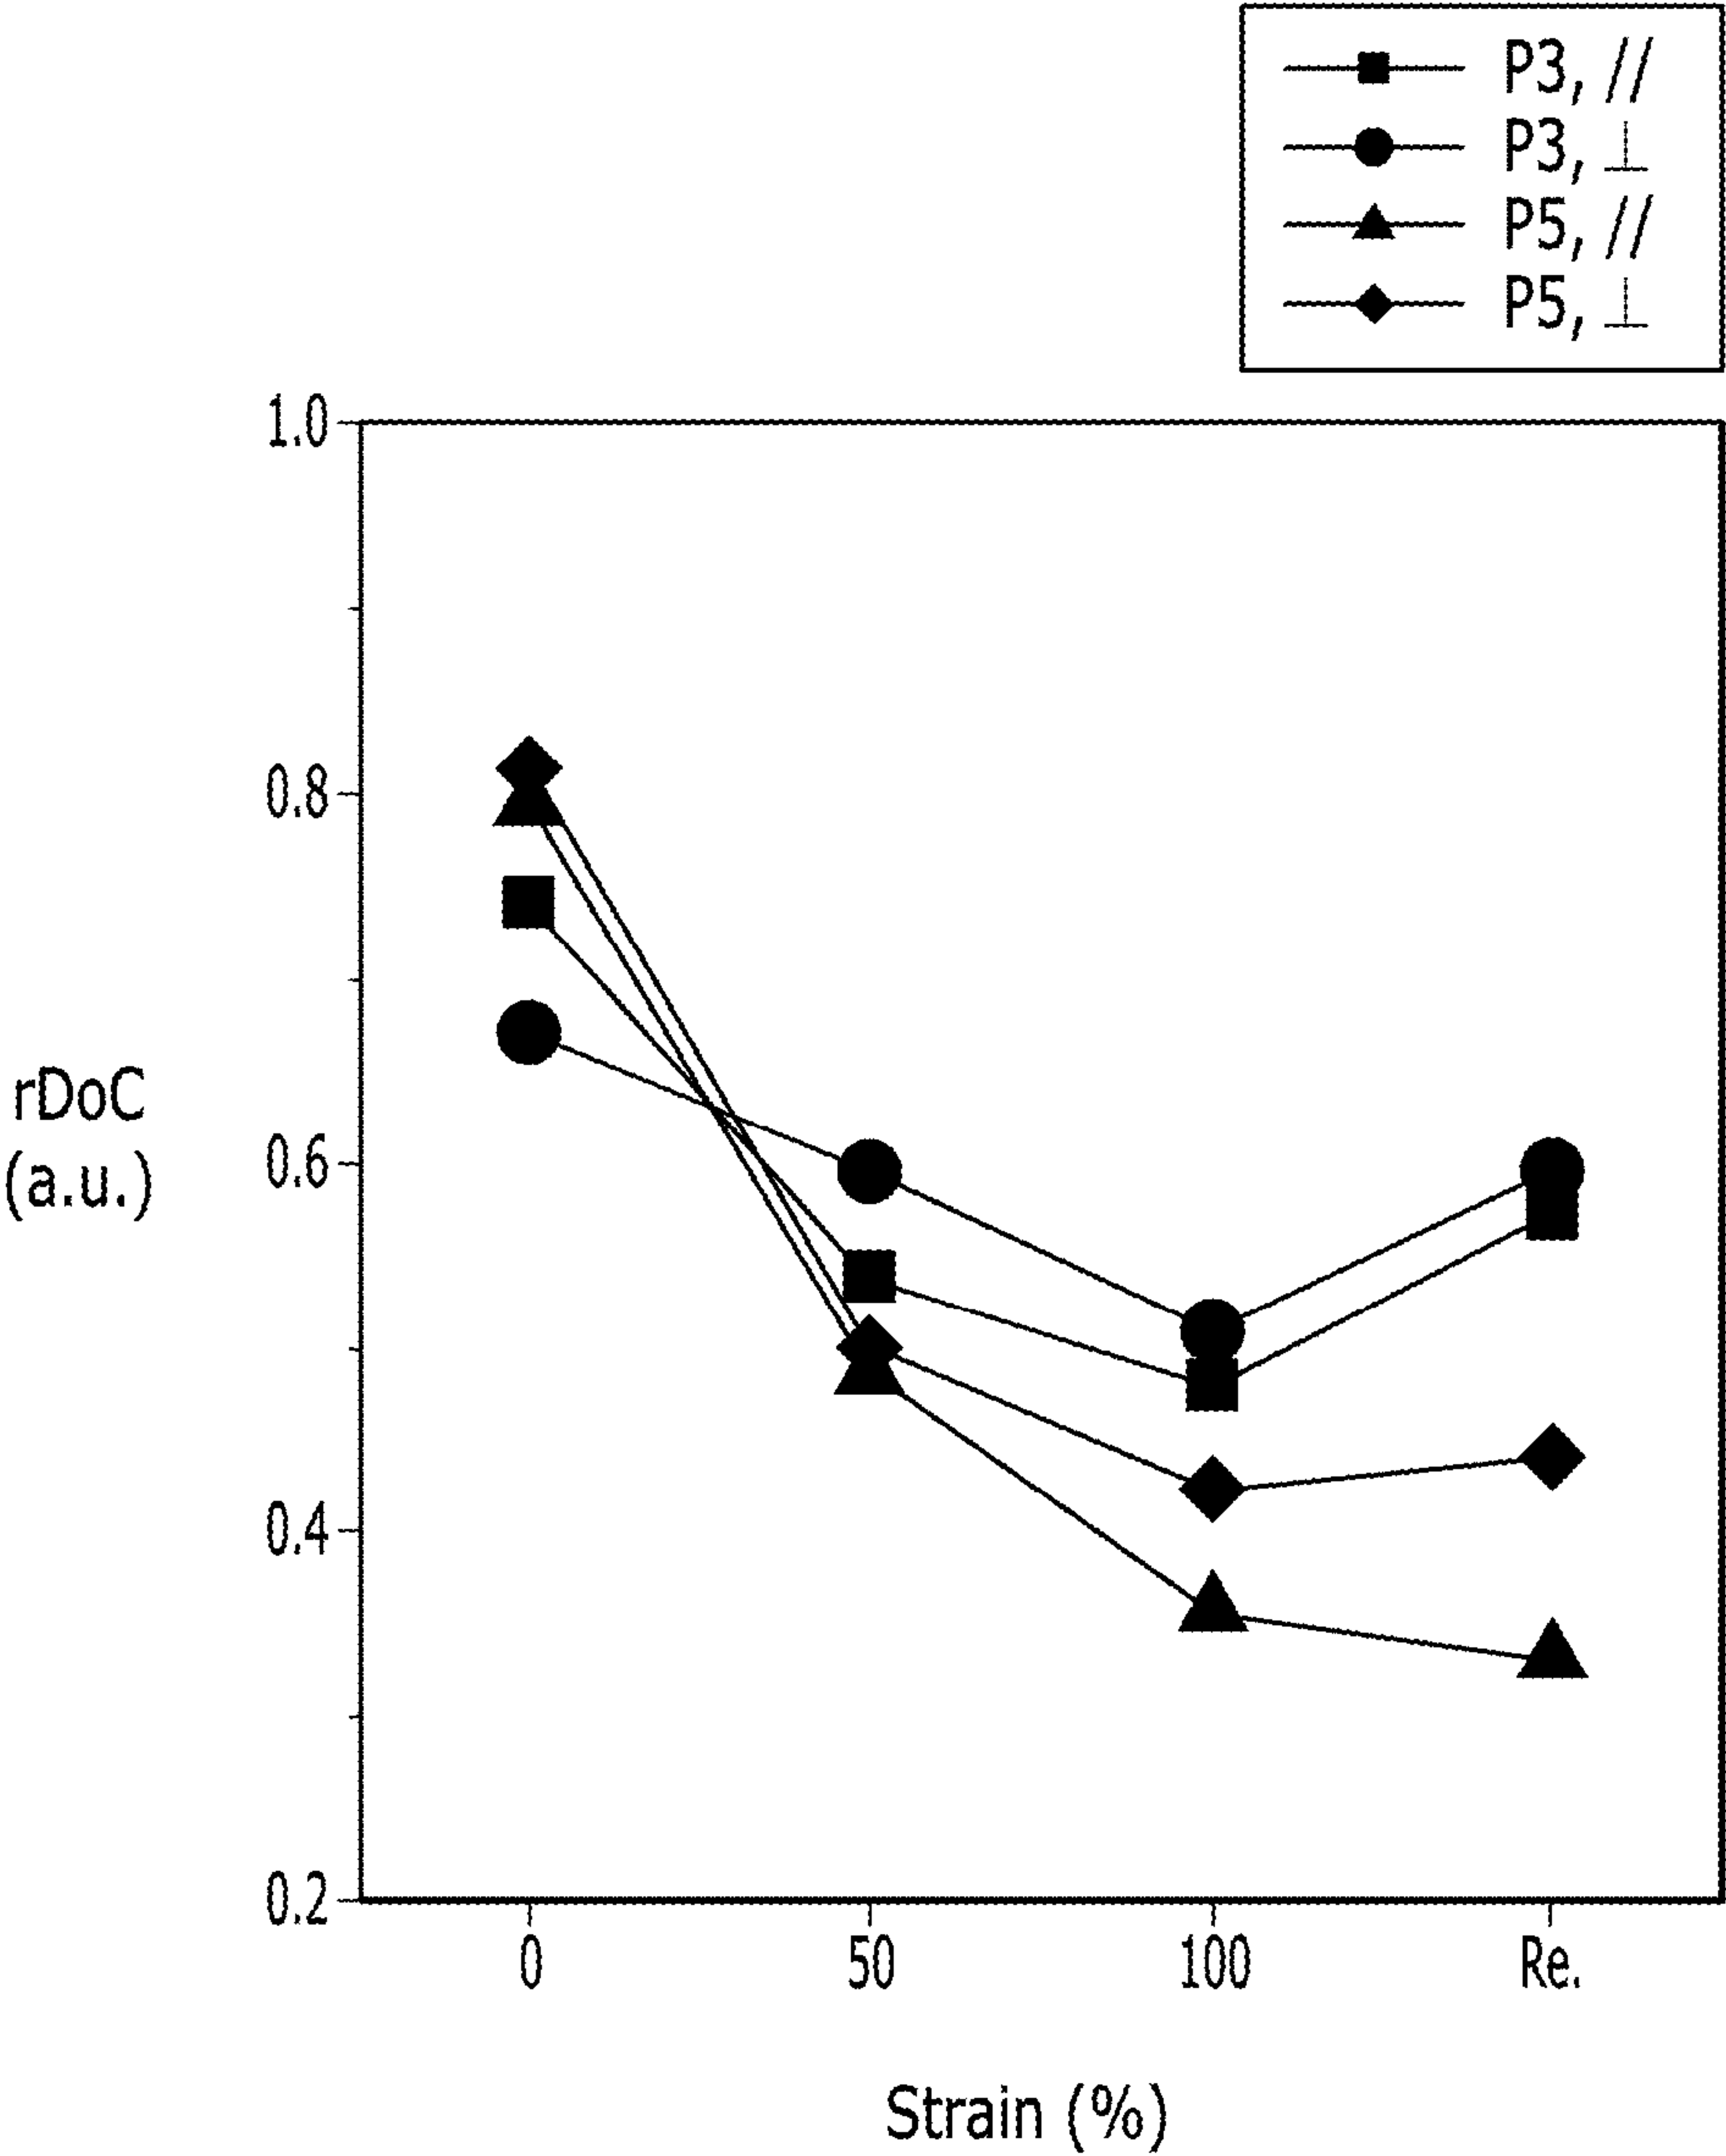 P3, //
P3, ⊥
P5, //
P5, ⊥
1.0
0.8
0.6
0.4
0.2
rDoC
(a.u.)
0 50 100 Re.
Strain (%)